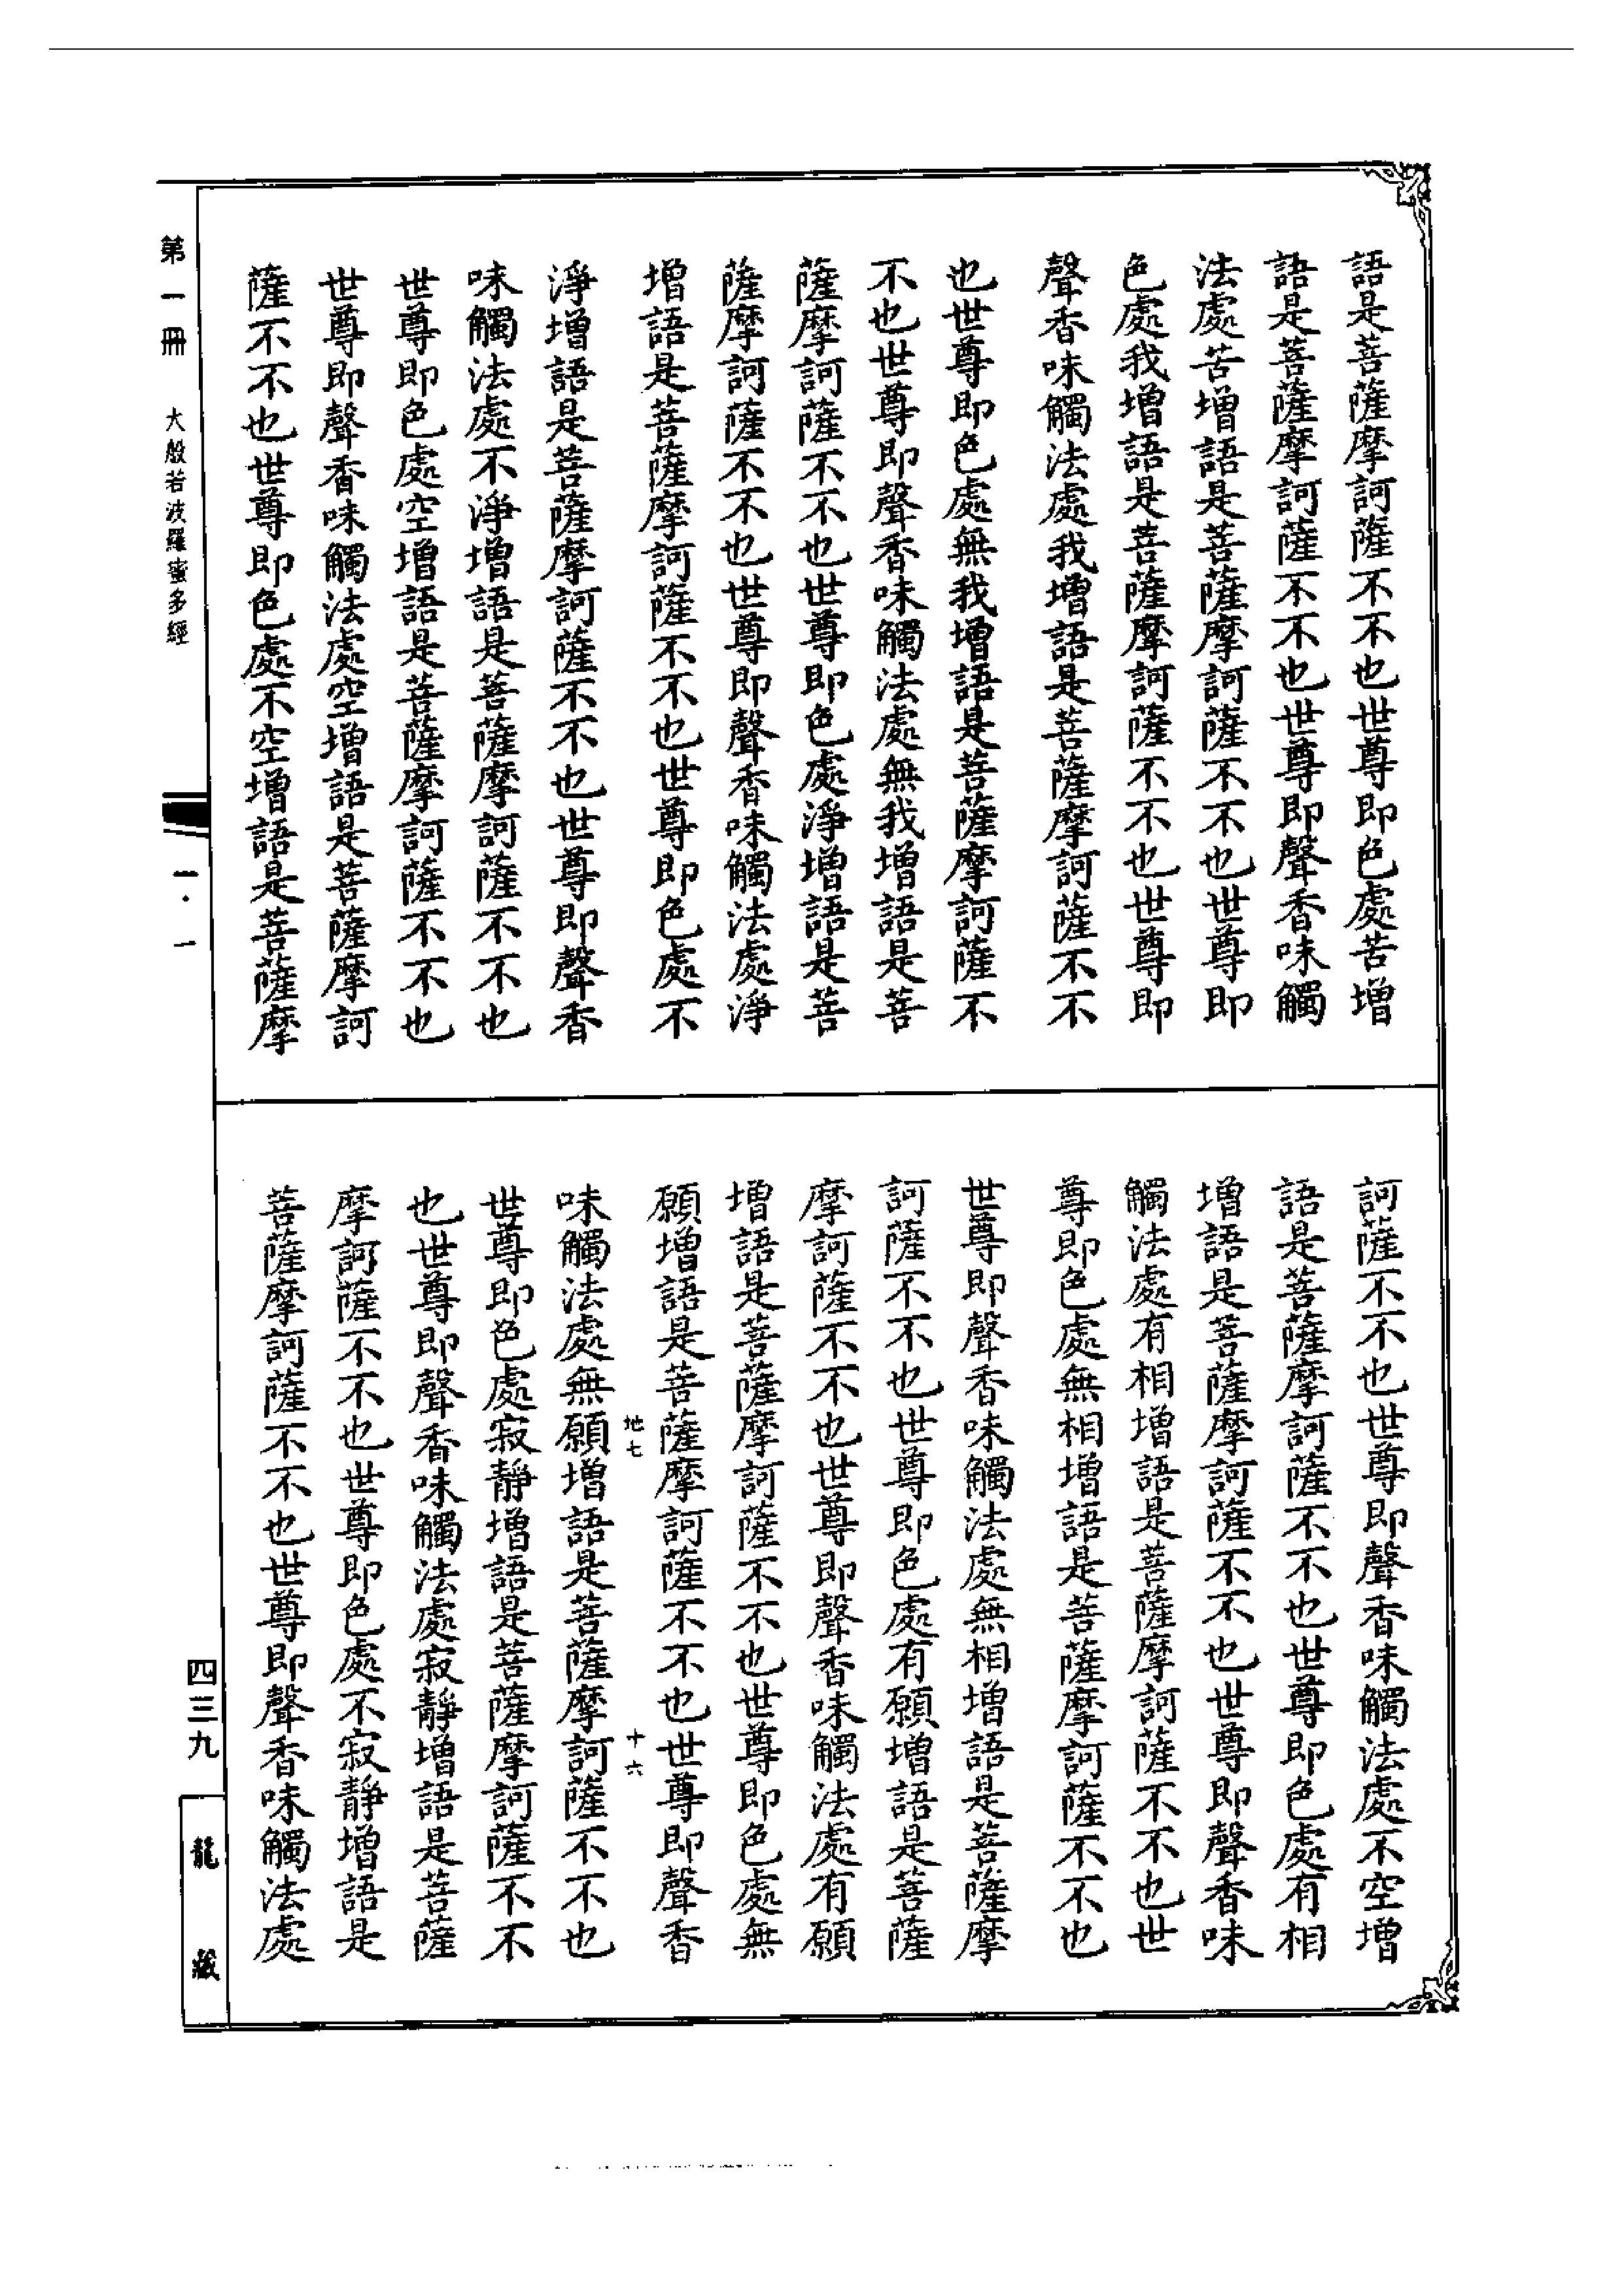 語是菩薩摩訶薩不不也世尊即色處苦增
語是菩薩摩訶薩不不也世尊即聲香味觸
法處苦增語是菩薩摩訶薩不不也世尊即
色處我增語是菩薩摩訶薩不不也世尊即
聲香味觸法處我增語是菩薩摩訶薩不不
也世尊即色處無我增語是菩薩摩訶薩不
不也世尊即聲香味觸法處無我增語是菩
薩摩訶薩不不也世尊即色處淨增語是菩
薩摩訶薩不不也世尊即聲香味觸法處淨
增語是菩薩摩訶薩不不也世尊即色處不
淨增語是菩薩摩訶薩不不也世尊即聲香
味觸法處不淨增語是菩薩摩訶薩不不也
世尊即色處空增語是菩薩摩訶薩不不也
世尊即聲香味觸法處空增語是菩薩摩訶
薩不不也世尊即色處不空增語是菩薩摩
訶薩不不也世尊即聲香味觸法處不空增
語是菩薩摩訶薩不不也世尊即色處有相
增語是菩薩摩訶薩不不也世尊即聲香味
觸法處有相增語是菩薩摩訶薩不不也世
尊即色處無相增語是菩薩摩訶薩不不也
世尊即聲香味觸法處無相增語是菩薩摩
訶薩不不也世尊即色處有願增語是菩薩
摩訶薩不不也世尊即聲香味觸法處有願
增語是菩薩摩訶薩不不也世尊即色處無
願增語是菩薩摩訶薩不不也世尊即聲香
地七 十六
味觸法處無願增語是菩薩摩訶薩不不也
世尊即色處寂靜增語是菩薩摩訶薩不不
也世尊即聲香味觸法處寂靜增語是菩薩
摩訶薩不不也世尊即色處不寂靜增語是
菩薩摩訶薩不不也世尊即聲香味觸法處
第一冊 大般若波羅蜜多經 一·一 四三九 龍藏